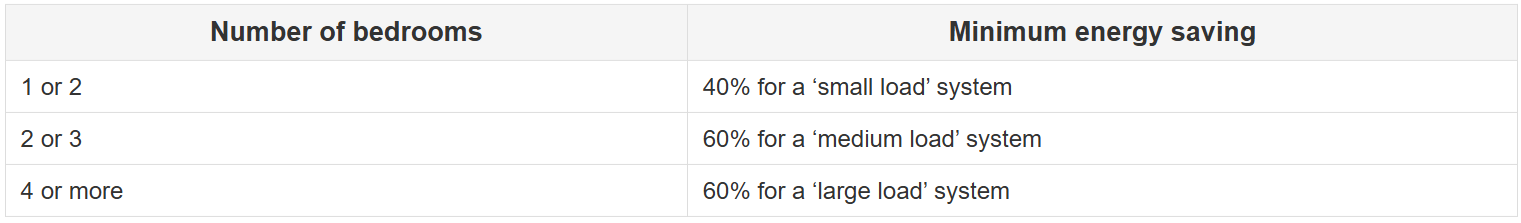 Number of bedrooms Minimum energy saving
1 or 2 40% for a ‘small load’ system
2 or 3 60% for a ‘medium load’ system
4 or more 60% for a ‘large load’ system